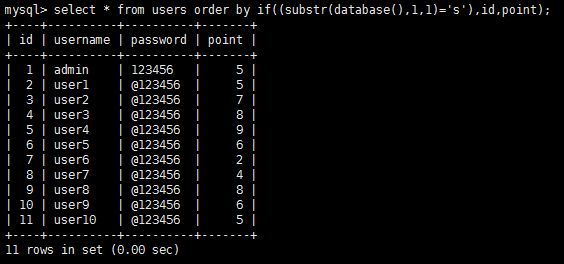 mysql> select * from users order by if((substr(database(),1,1)='s'),id,point);
+----+----------+----------+-------+
| id | username | password | point |
+----+----------+----------+-------+
|  1 | admin    | 123456   |     5 |
|  2 | user1    | @123456  |     5 |
|  3 | user2    | @123456  |     7 |
|  4 | user3    | @123456  |     8 |
|  5 | user4    | @123456  |     9 |
|  6 | user5    | @123456  |     6 |
|  7 | user6    | @123456  |     2 |
|  8 | user7    | @123456  |     4 |
|  9 | user8    | @123456  |     8 |
| 10 | user9    | @123456  |     6 |
| 11 | user10   | @123456  |     5 |
+----+----------+----------+-------+
11 rows in set (0.00 sec)